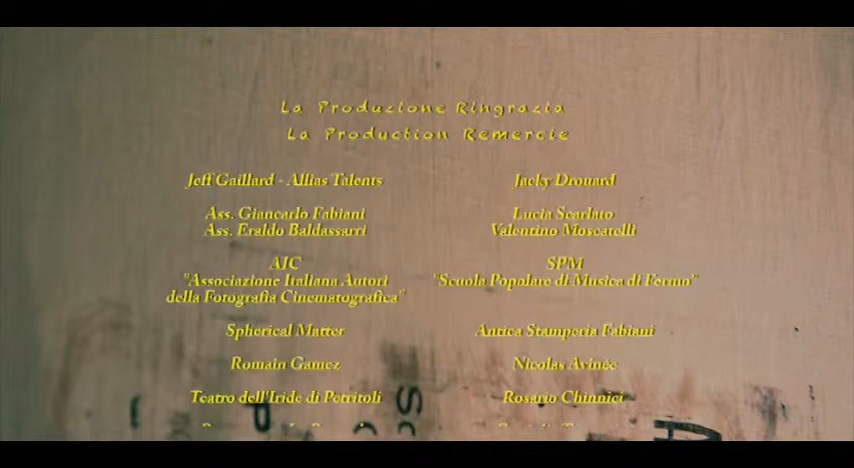 La Produzione Ringrazia
La Production Remercie
Jeff Gaillard - Allias Talents
Jacky Drouard
Ass. Giancarlo Fabiani
Ass. Eraldo Baldassarri
Lucia Scarlato
Valentino Moscatelli
AIC
"Associazione Italiana Autori
della Fotografia Cinematografica"
SPM
"Scuola Popolare di Musica di Fermo"
Spherical Matter
Antica Stamperia Fabiani
Romain Gamez
Nicolas Avinée
Teatro dell'Iride di Petritoli
Rosario Chinnici